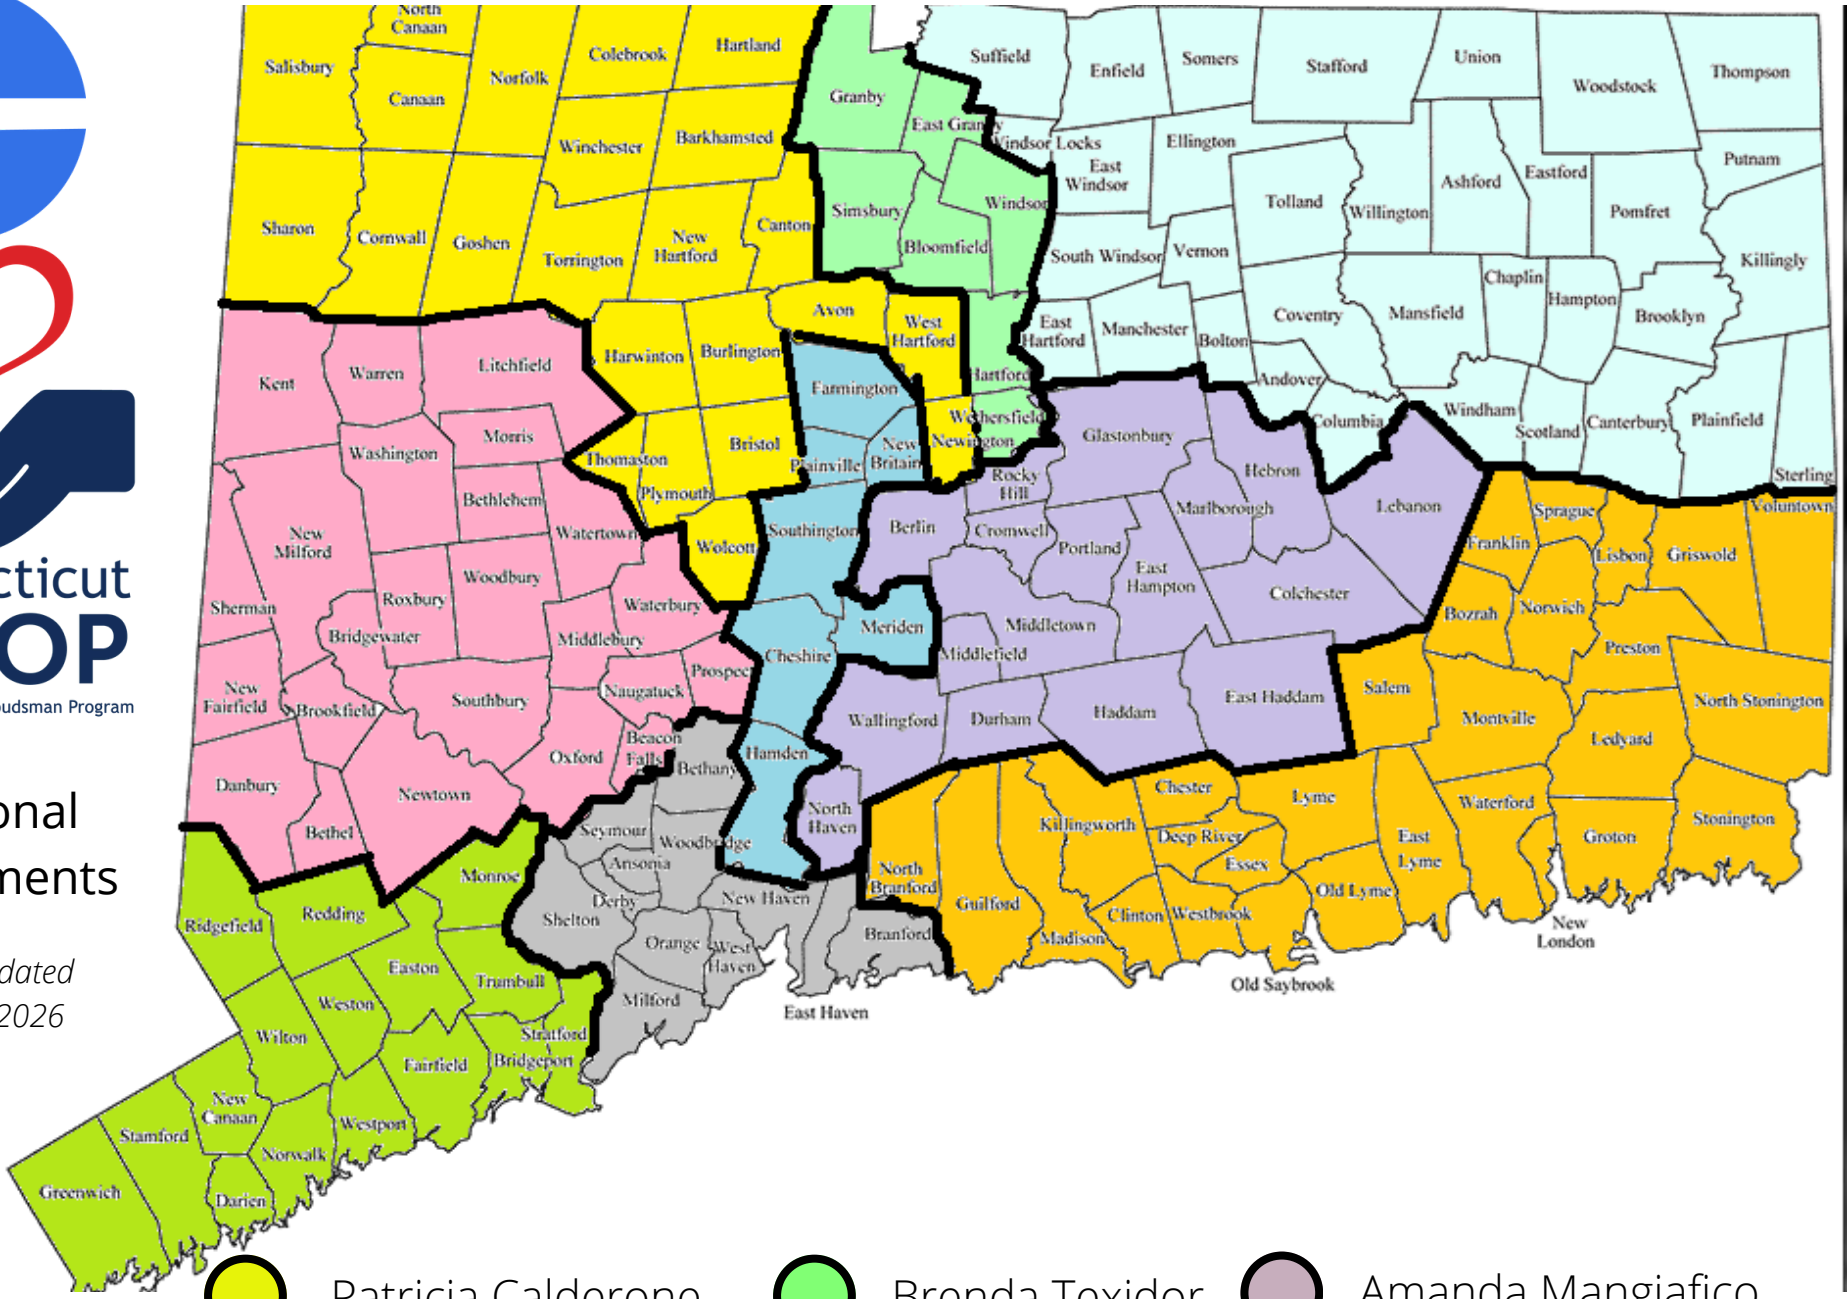 North
Canaan
Salisbury
Canaan
Norfolk
Colebrook
Hartland
Granby
Suffield
Enfield
Somers
Stafford
Union
Woodstock
Thompson
Winchester
Barkhamsted
East Granby
Windsor Locks
East
Windsor
Ellington
Tolland
Willington
Ashford
Eastford
Pomfret
Putnam
Sharon
Cornwall
Goshen
Torrington
New
Hartford
Canton
Simsbury
Bloomfield
Windsor
South Windsor
Vernon
Coventry
Mansfield
Chaplin
Hampton
Brooklyn
Killingly
Kent
Warren
Litchfield
Harwinton
Burlington
Avon
West
Hartford
Hartford
East
Hartford
Manchester
Bolton
Andover
Columbia
Windham
Scotland
Canterbury
Plainfield
Sterling
Washington
Morris
Thomaston
Bristol
Plymouth
Farmington
Plainville
New
Britain
Newington
Wethersfield
Rocky
Hill
Glastonbury
Hebron
Marlborough
Lebanon
Voluntown
Sprague
Franklin
Lisbon
Griswold
New
Milford
Bethlehem
Watertown
Wolcott
Southington
Berlin
Cromwell
Portland
East
Hampton
Colchester
Bozrah
Norwich
Preston
Sherman
Bridgewater
Roxbury
Woodbury
Waterbury
Middlebury
Cheshire
Meriden
Middlefield
Middletown
New
Fairfield
Brookfield
Southbury
Naugatuck
Prospec
Wallingford
Durham
Haddam
East Haddam
Salem
Montville
Ledyard
North Stonington
Danbury
Bethel
Newtown
Oxford
Beacon
Falls
Bethany
Hamden
North
Haven
Chester
Killingworth
Deep River
Essex
Lyme
East
Lyme
Waterford
Groton
Stonington
Ridgefield
Redding
Monroe
Seymour
Ansonia
Woodbridge
Derby
Shelton
New Haven
Orange
West
Haven
North
Branford
Branford
Guilford
Madison
Clinton
Westbrook
Old Lyme
New
London
Old Saybrook
East Haven
Milford
Easton
Trumbull
Weston
Wilton
Fairfield
Stratford
Bridgeport
New
Canaan
Norwalk
Westport
Stamford
Darien
Greenwich
cticut
OP
oudsman Program
onal
ments
dated
2026
Patricia Calderone
Brenda Texidor
Amanda Mangiafico